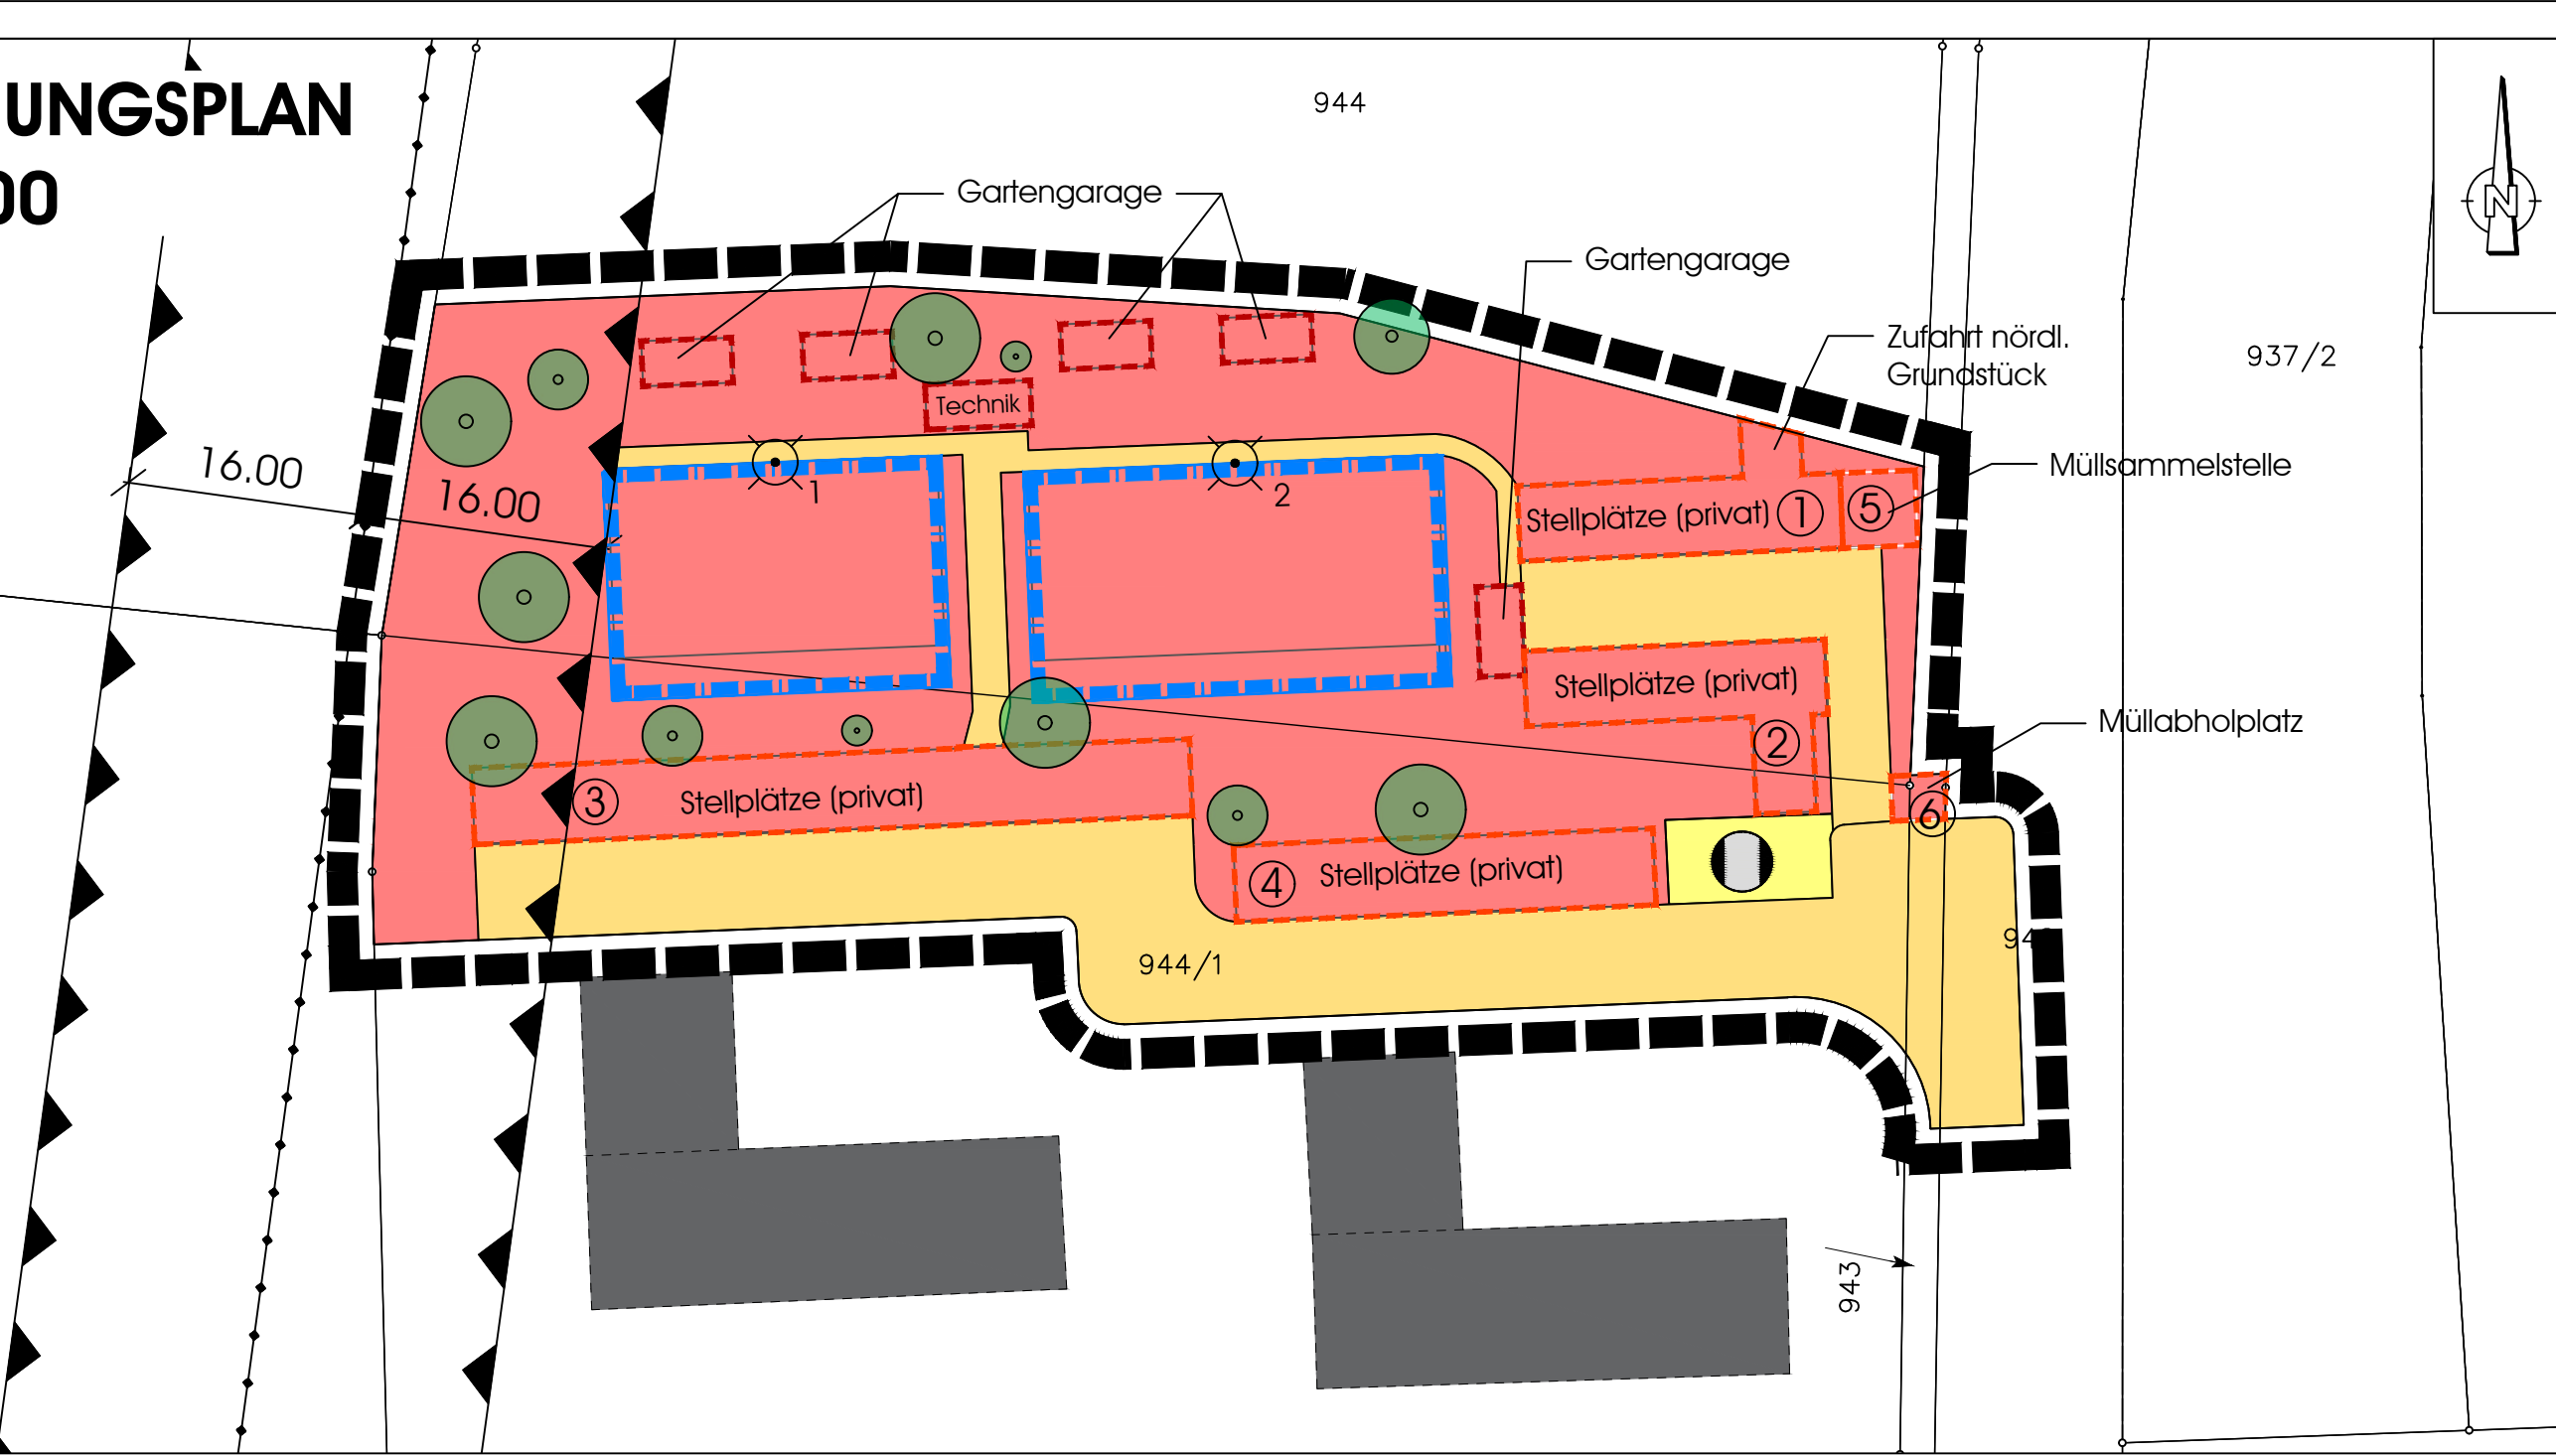 UNGSPLAN
00
944
Gartengarage
Gartengarage
Zufahrt nördl.
Grundstück
937/2
N
Technik
16.00
16.00
1
2
Müllsammelstelle
Stellplätze (privat) 1
5
Stellplätze (privat)
2
Müllabholplatz
3 Stellplätze (privat)
6
4 Stellplätze (privat)
944/1
943